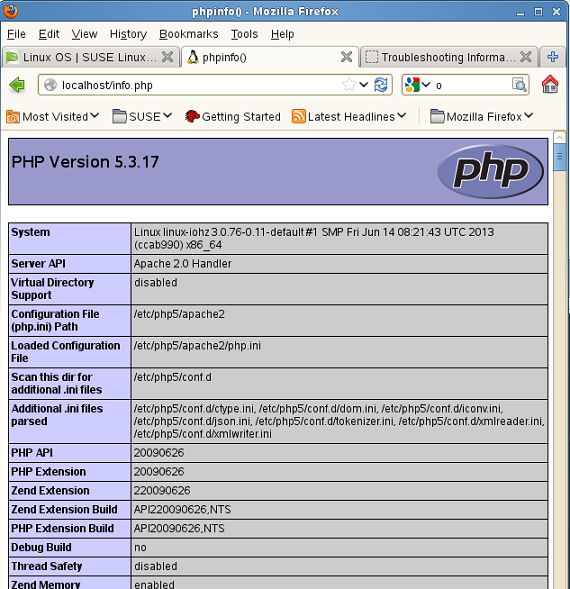 phpinfo() - Mozilla Firefox
File Edit View History Bookmarks Tools Help
Linux OS | SUSE Linux... phpinfo() Troubleshooting Informa...
localhost/info.php o
Most Visited SUSE Getting Started Latest Headlines Mozilla Firefox
PHP Version 5.3.17
php
System Linux linux-iohz 3.0.76-0.11-default #1 SMP Fri Jun 14 08:21:43 UTC 2013
(ccab990) x86_64
Server API Apache 2.0 Handler
Virtual Directory disabled
Support
Configuration File /etc/php5/apache2
(php.ini) Path
Loaded Configuration /etc/php5/apache2/php.ini
File
Scan this dir for /etc/php5/conf.d
additional .ini files
Additional .ini files /etc/php5/conf.d/ctype.ini, /etc/php5/conf.d/dom.ini, /etc/php5/conf.d/iconv.ini,
parsed /etc/php5/conf.d/json.ini, /etc/php5/conf.d/tokenizer.ini, /etc/php5/conf.d/xmlreader.ini,
/etc/php5/conf.d/xmlwriter.ini
PHP API 20090626
PHP Extension 20090626
Zend Extension 220090626
Zend Extension Build API220090626,NTS
PHP Extension Build API20090626,NTS
Debug Build no
Thread Safety disabled
Zend Memory enabled